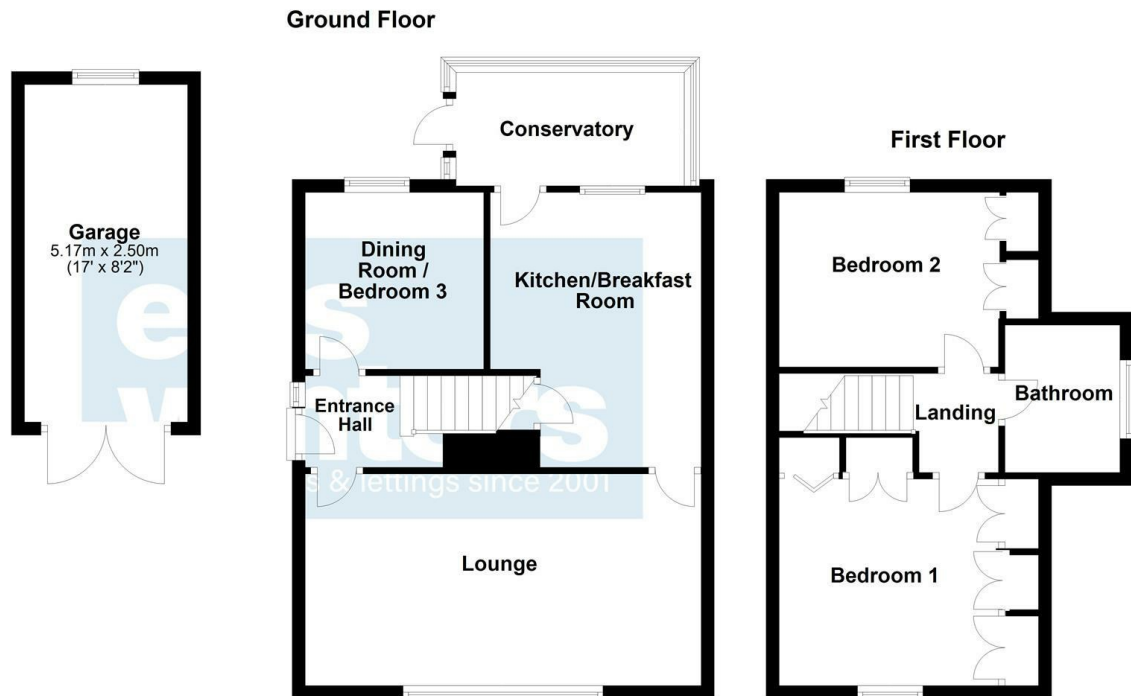 Ground Floor
Garage
5.17m x 2.50m
(17' x 8'2")
Conservatory
Dining
Room /
Bedroom 3
Kitchen/Breakfast
Room
Entrance
Hall
Lounge
& lettings since 2001
First Floor
Bedroom 2
Landing
Bathroom
Bedroom 1